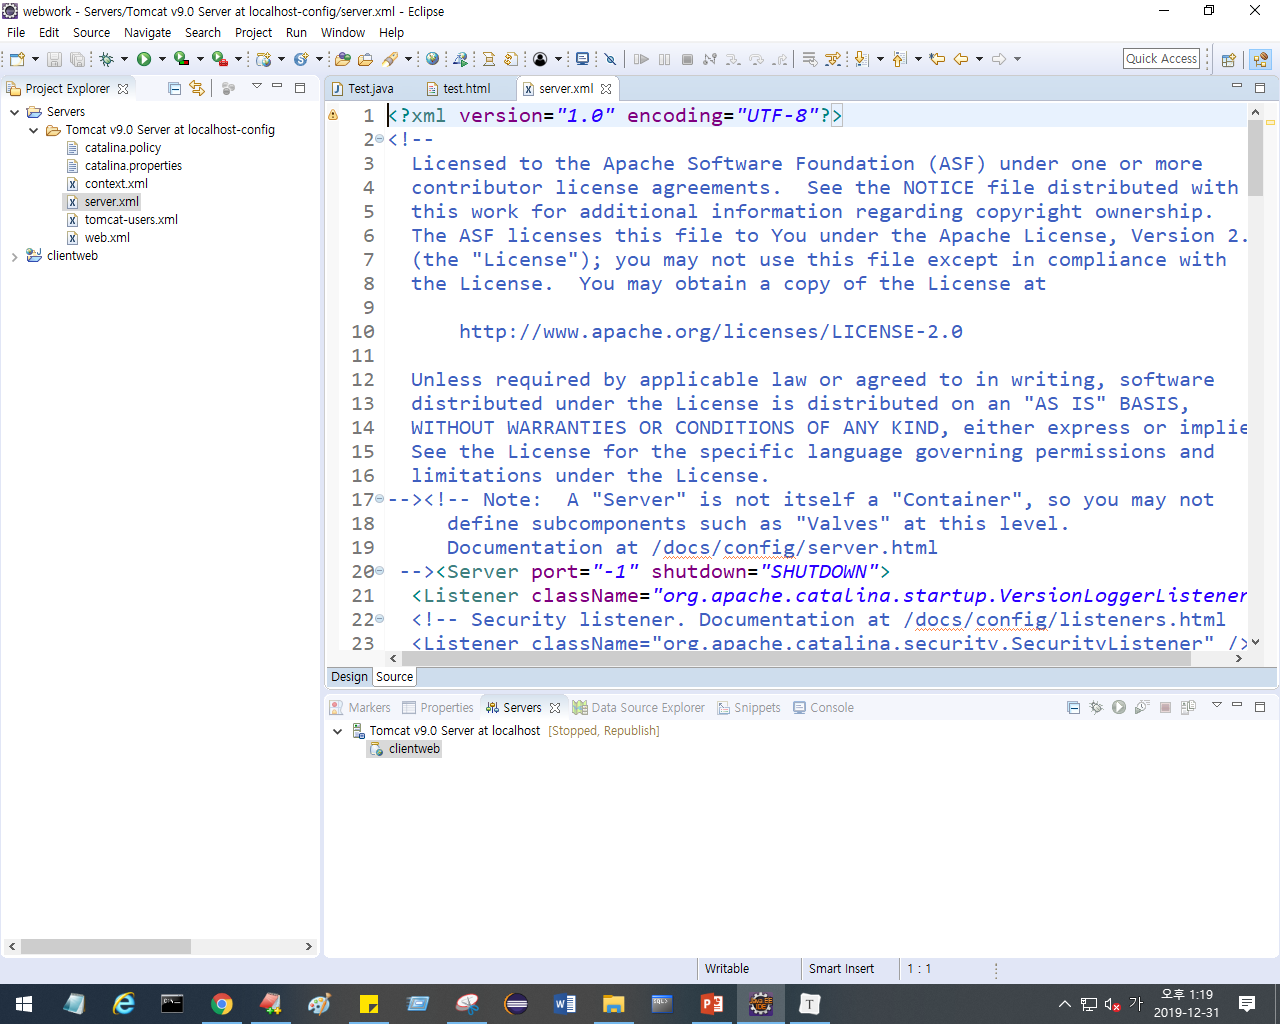 webwork - Servers/Tomcat v9.0 Server at localhost-config/server.xml - Eclipse
File Edit Source Navigate Search Project Run Window Help
Quick Access
Project Explorer
Servers
Tomcat v9.0 Server at localhost-config
catalina.policy
catalina.properties
context.xml
server.xml
tomcat-users.xml
web.xml
clientweb
Test.java test.html server.xml
1 <?xml version="1.0" encoding="UTF-8"?>
2 <!--
3 Licensed to the Apache Software Foundation (ASF) under one or more
4 contributor license agreements.  See the NOTICE file distributed with
5 this work for additional information regarding copyright ownership.
6 The ASF licenses this file to You under the Apache License, Version 2.
7 (the "License"); you may not use this file except in compliance with
8 the License.  You may obtain a copy of the License at
9
10 http://www.apache.org/licenses/LICENSE-2.0
11
12 Unless required by applicable law or agreed to in writing, software
13 distributed under the License is distributed on an "AS IS" BASIS,
14 WITHOUT WARRANTIES OR CONDITIONS OF ANY KIND, either express or implie
15 See the License for the specific language governing permissions and
16 limitations under the License.
17 --><!-- Note:  A "Server" is not itself a "Container", so you may not
18 define subcomponents such as "Valves" at this level.
19 Documentation at /docs/config/server.html
20 --><Server port="-1" shutdown="SHUTDOWN">
21 <Listener className="org.apache.catalina.startup.VersionLoggerListener
22 <!-- Security listener. Documentation at /docs/config/listeners.html
23 <Listener className="org.apache.catalina.security.SecurityListener" />
Design Source
Markers Properties Servers Data Source Explorer Snippets Console
Tomcat v9.0 Server at localhost [Stopped, Republish]
clientweb
Writable Smart Insert 1 : 1
가 오후 1:19
2019-12-31